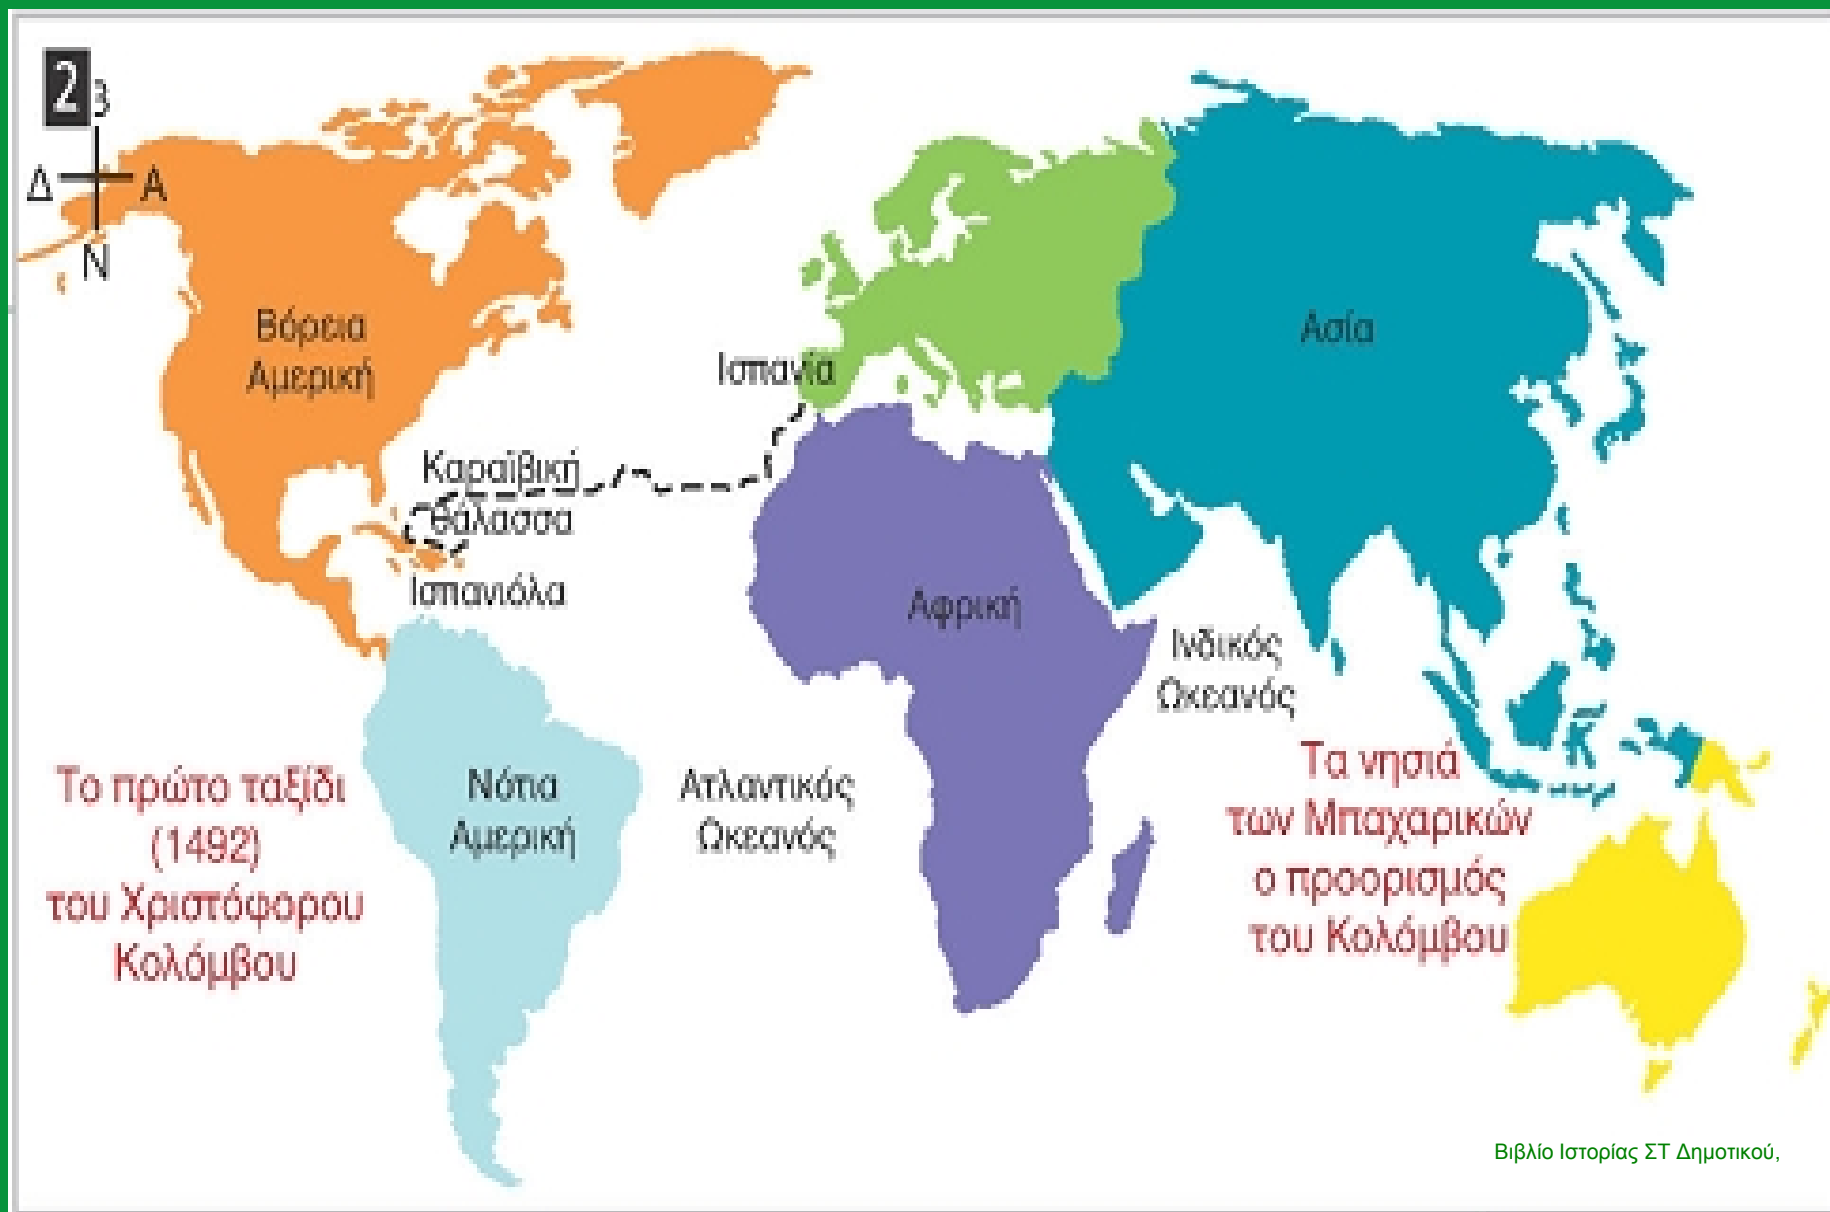 2
Β
Δ
Α
Ν
Βόρεια
Αμερική
Ισπανία
Ασία
Καραϊβική
θάλασσα
Ισπανιόλα
Αφρική
Ινδικός
Ωκεανός
Το πρώτο ταξίδι
(1492)
του Χριστόφορου
Κολόμβου
Νότια
Αμερική
Ατλαντικός
Ωκεανός
Τα νησιά
των Μπαχαρικών
ο προορισμός
του Κολόμβου
Βιβλίο Ιστορίας ΣΤ Δημοτικού,